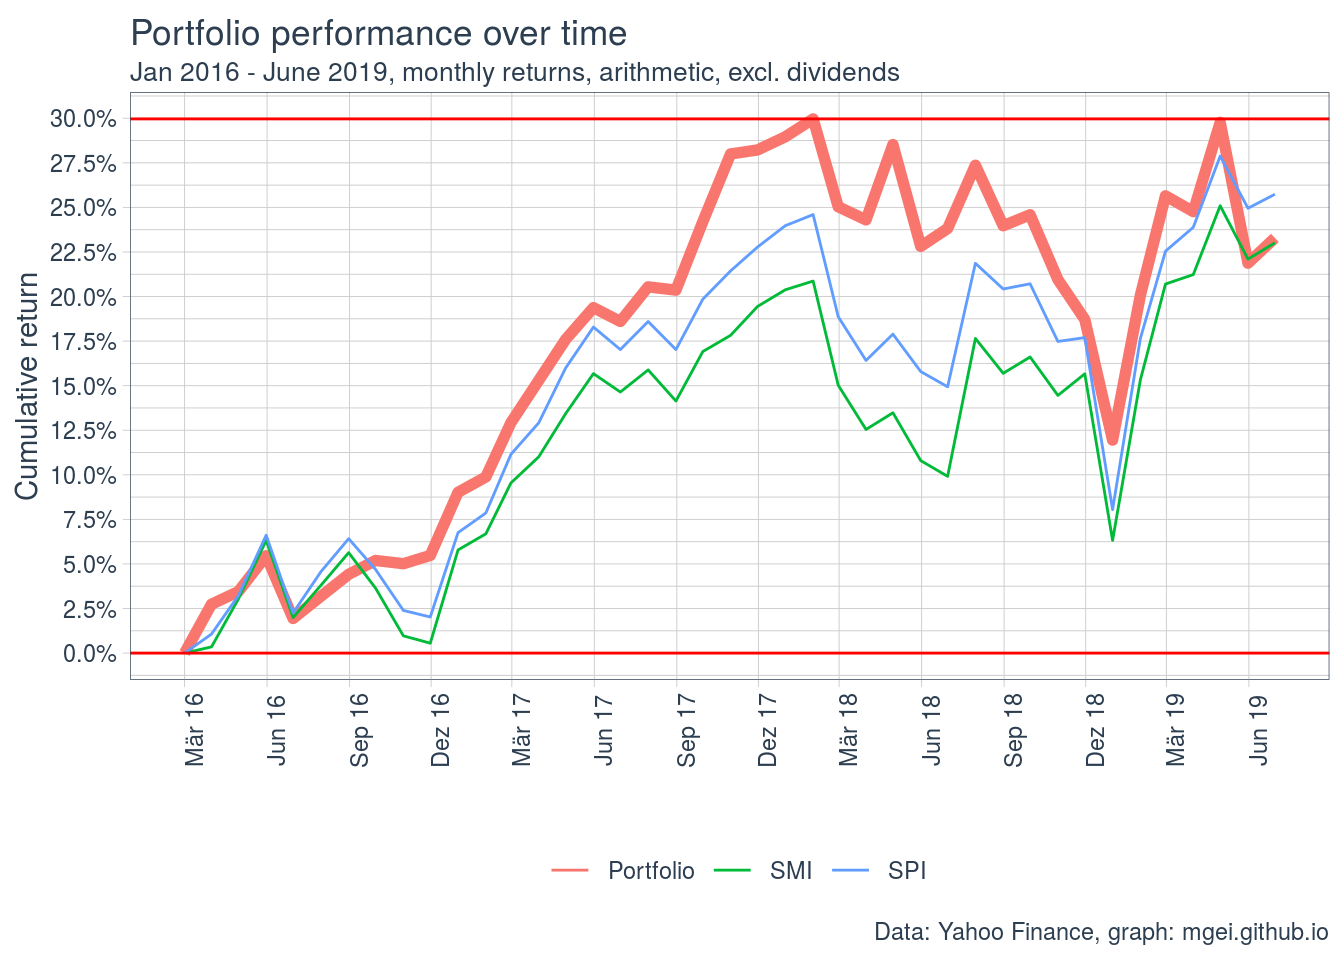 Portfolio performance over time
Jan 2016 - June 2019, monthly returns, arithmetic, excl. dividends
Cumulative return
30.0%
27.5%
25.0%
22.5%
20.0%
17.5%
15.0%
12.5%
10.0%
7.5%
5.0%
2.5%
0.0%
Mär 16
Jun 16
Sep 16
Dez 16
Mär 17
Jun 17
Sep 17
Dez 17
Mär 18
Jun 18
Sep 18
Dez 18
Mär 19
Jun 19
Portfolio SMI SPI
Data: Yahoo Finance, graph: mgei.github.io